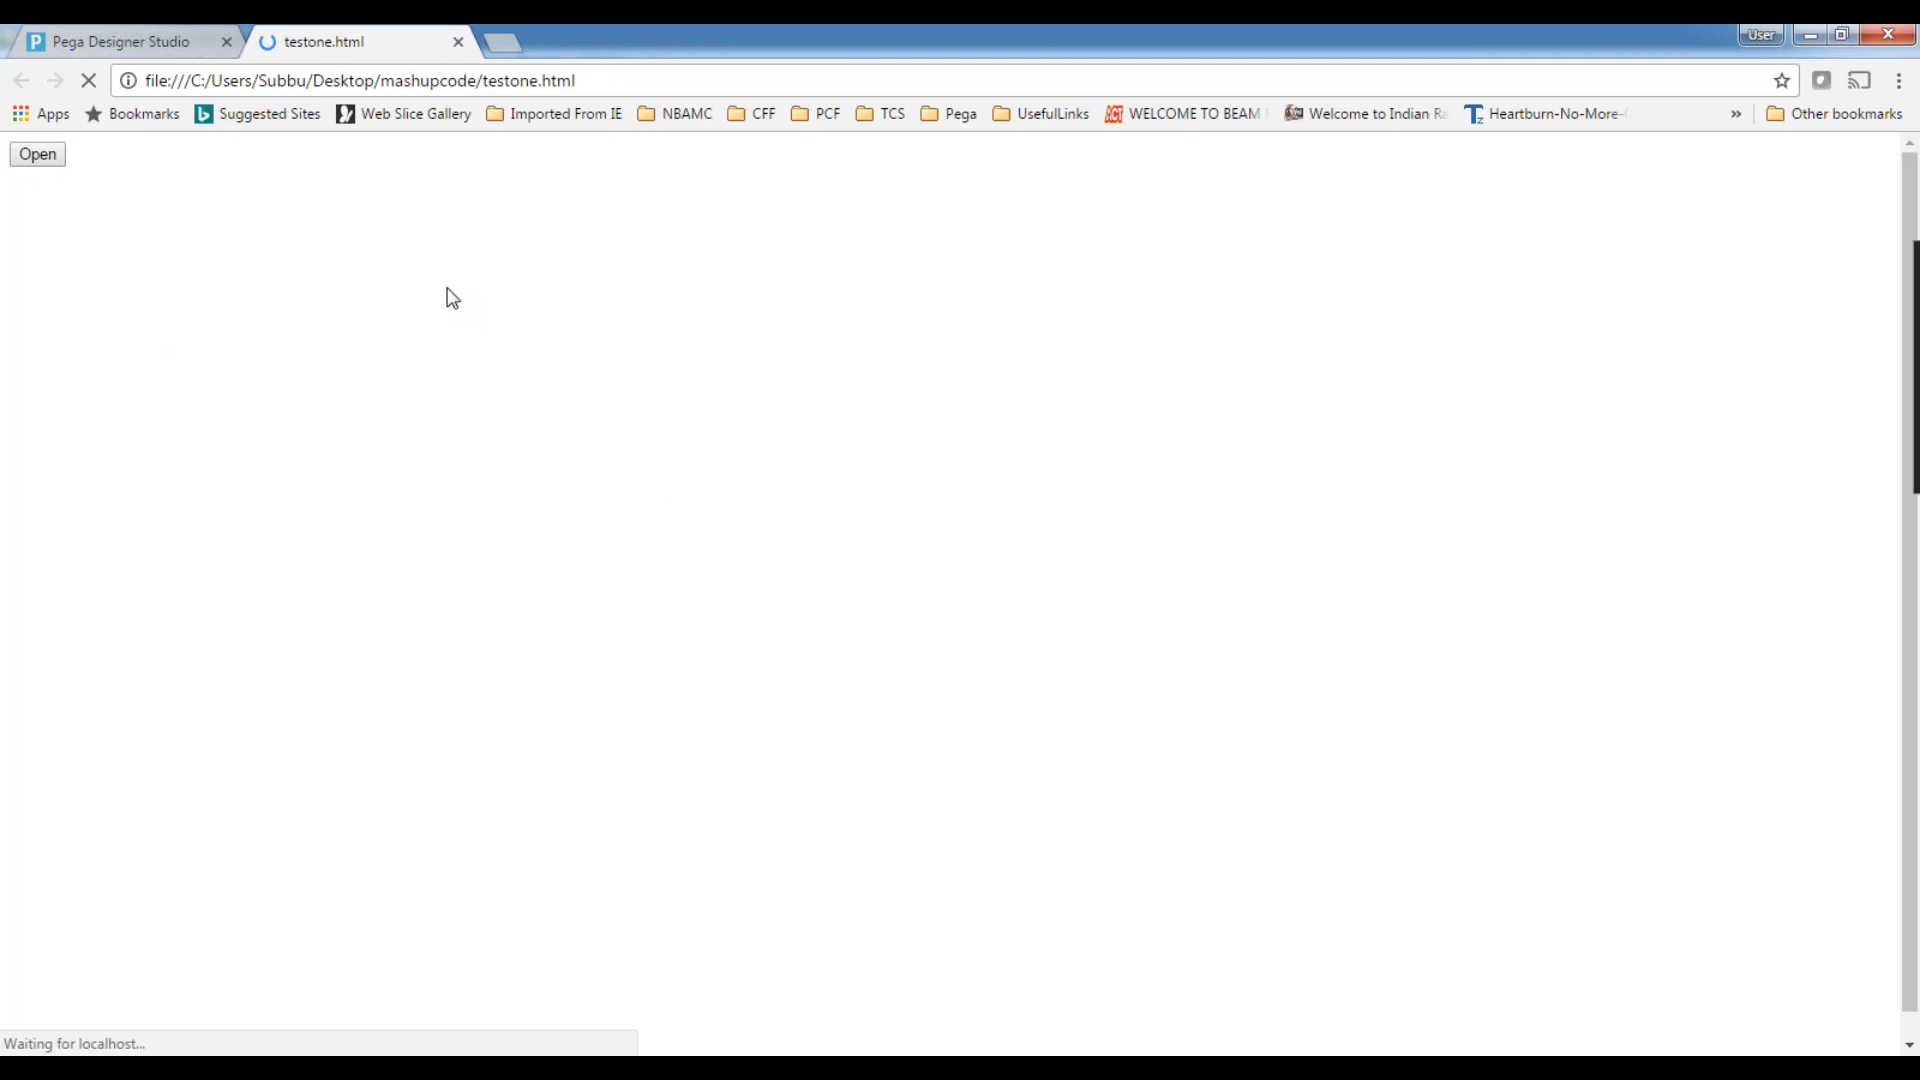 Pega Designer Studio
testone.html
User
file:///C:/Users/Subbu/Desktop/mashupcode/testone.html
Apps Bookmarks Suggested Sites Web Slice Gallery Imported From IE NBAMC CFF PCF TCS Pega UsefulLinks WELCOME TO BEAM Welcome to Indian Ra Heartburn-No-More- » Other bookmarks
Open
Waiting for localhost...